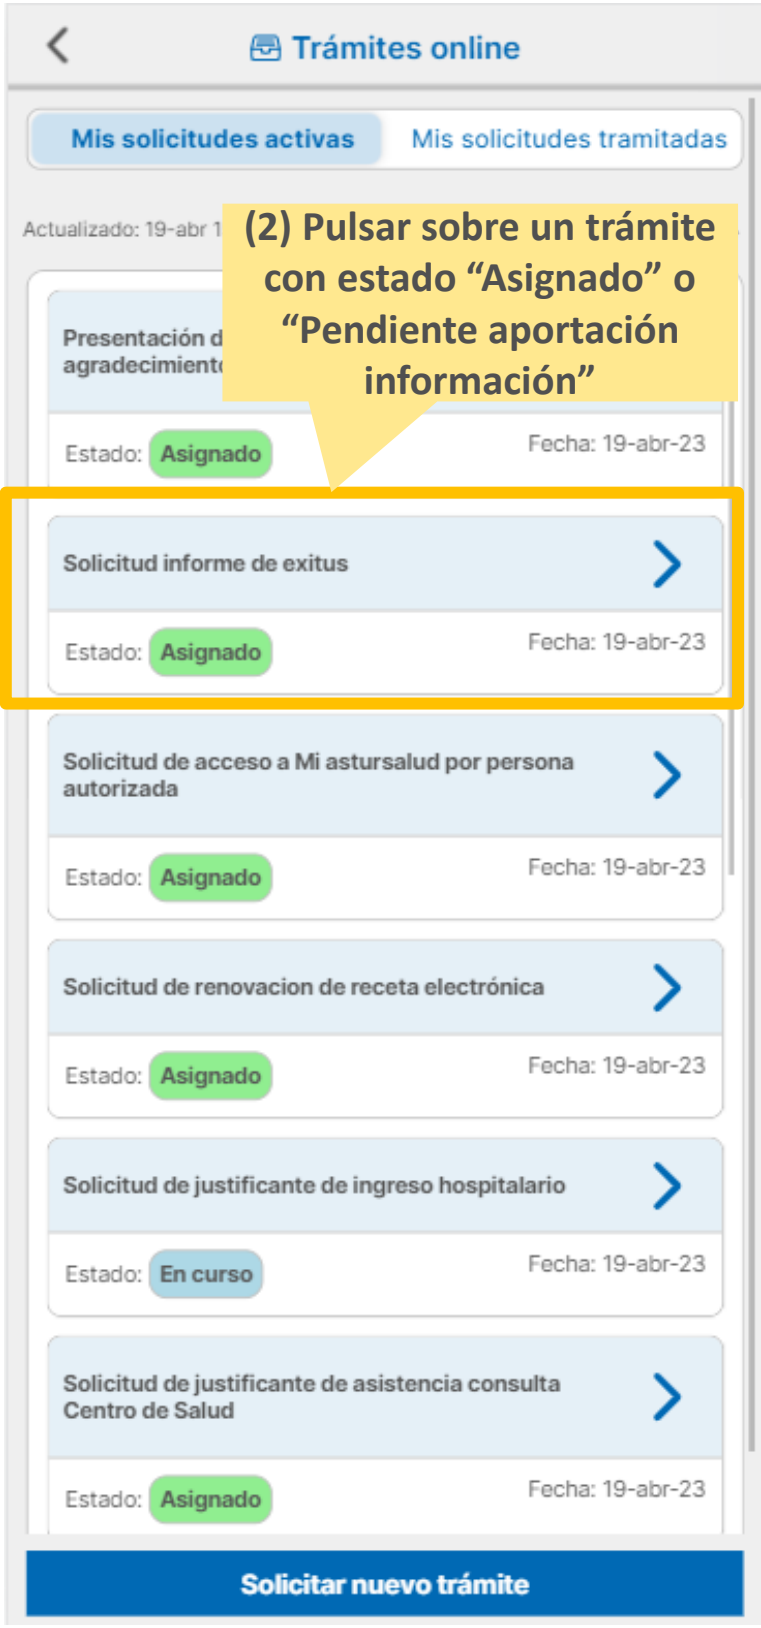 Trámites online
Mis solicitudes activas
Mis solicitudes tramitadas
Actualizado: 19-abr
(2) Pulsar sobre un trámite
con estado “Asignado” o
“Pendiente aportación
información”
Presentación
Estado: Asignado
Fecha: 19-abr-23
Solicitud informe de exitus
Estado: Asignado
Fecha: 19-abr-23
Solicitud de acceso a Mi astursalud por persona
autorizada
Estado: Asignado
Fecha: 19-abr-23
Solicitud de renovacion de receta electrónica
Estado: Asignado
Fecha: 19-abr-23
Solicitud de justificante de ingreso hospitalario
Estado: En curso
Fecha: 19-abr-23
Solicitud de justificante de asistencia consulta
Centro de Salud
Estado: Asignado
Fecha: 19-abr-23
Solicitar nuevo trámite